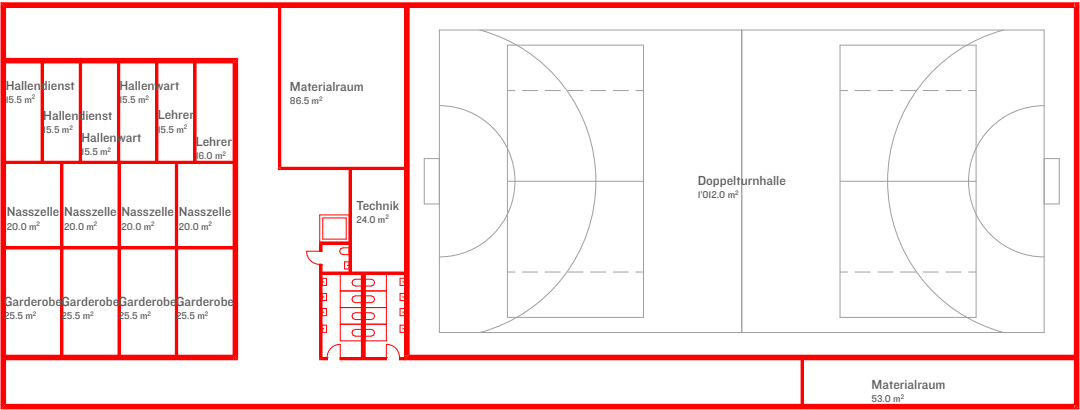 Hallendienst
15.5 m²
Hallendienst
15.5 m²
Hallenwart
15.5 m²
Hallenwart
15.5 m²
Lehrer
15.5 m²
Lehrer
16.0 m²
Materialraum
86.5 m²
Doppelturnhalle
1'012.0 m²
Technik
24.0 m²
Nasszelle
20.0 m²
Nasszelle
20.0 m²
Nasszelle
20.0 m²
Nasszelle
20.0 m²
Garderobe
25.5 m²
Garderobe
25.5 m²
Garderobe
25.5 m²
Garderobe
25.5 m²
Materialraum
53.0 m²